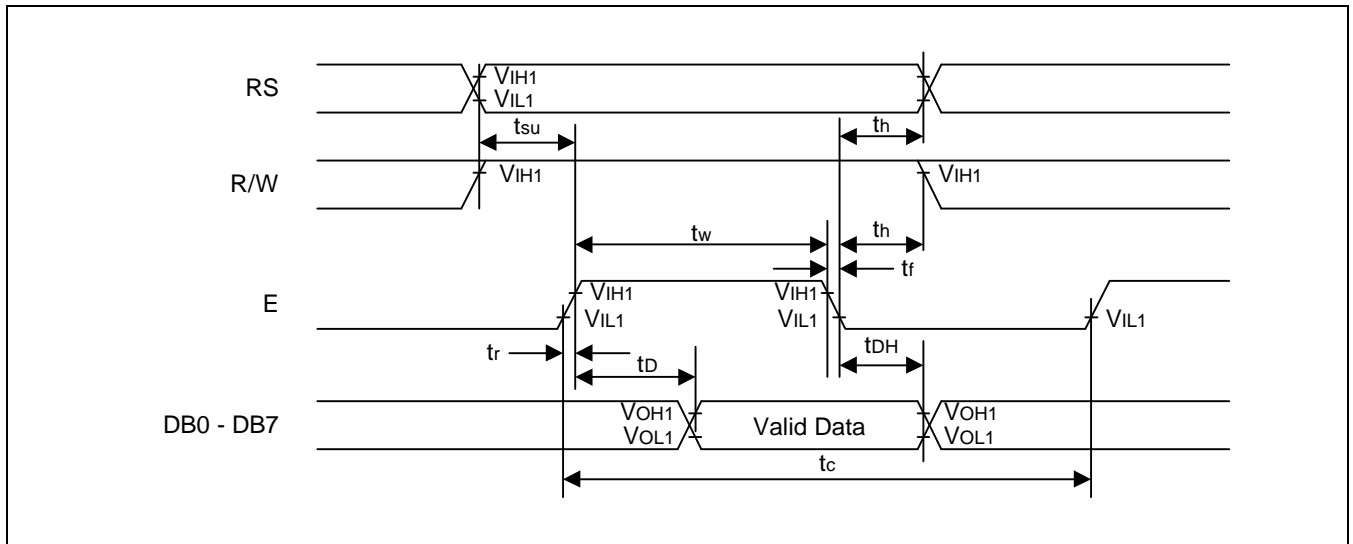 RS
VIH1
VIL1
tsu
th
R/W
VIH1
VIH1
tw
th
tf
E
VIH1
VIH1
VIL1
VIL1
VIL1
tr
tD
tDH
DB0 - DB7
VOH1
VOL1
Valid Data
VOH1
VOL1
tc